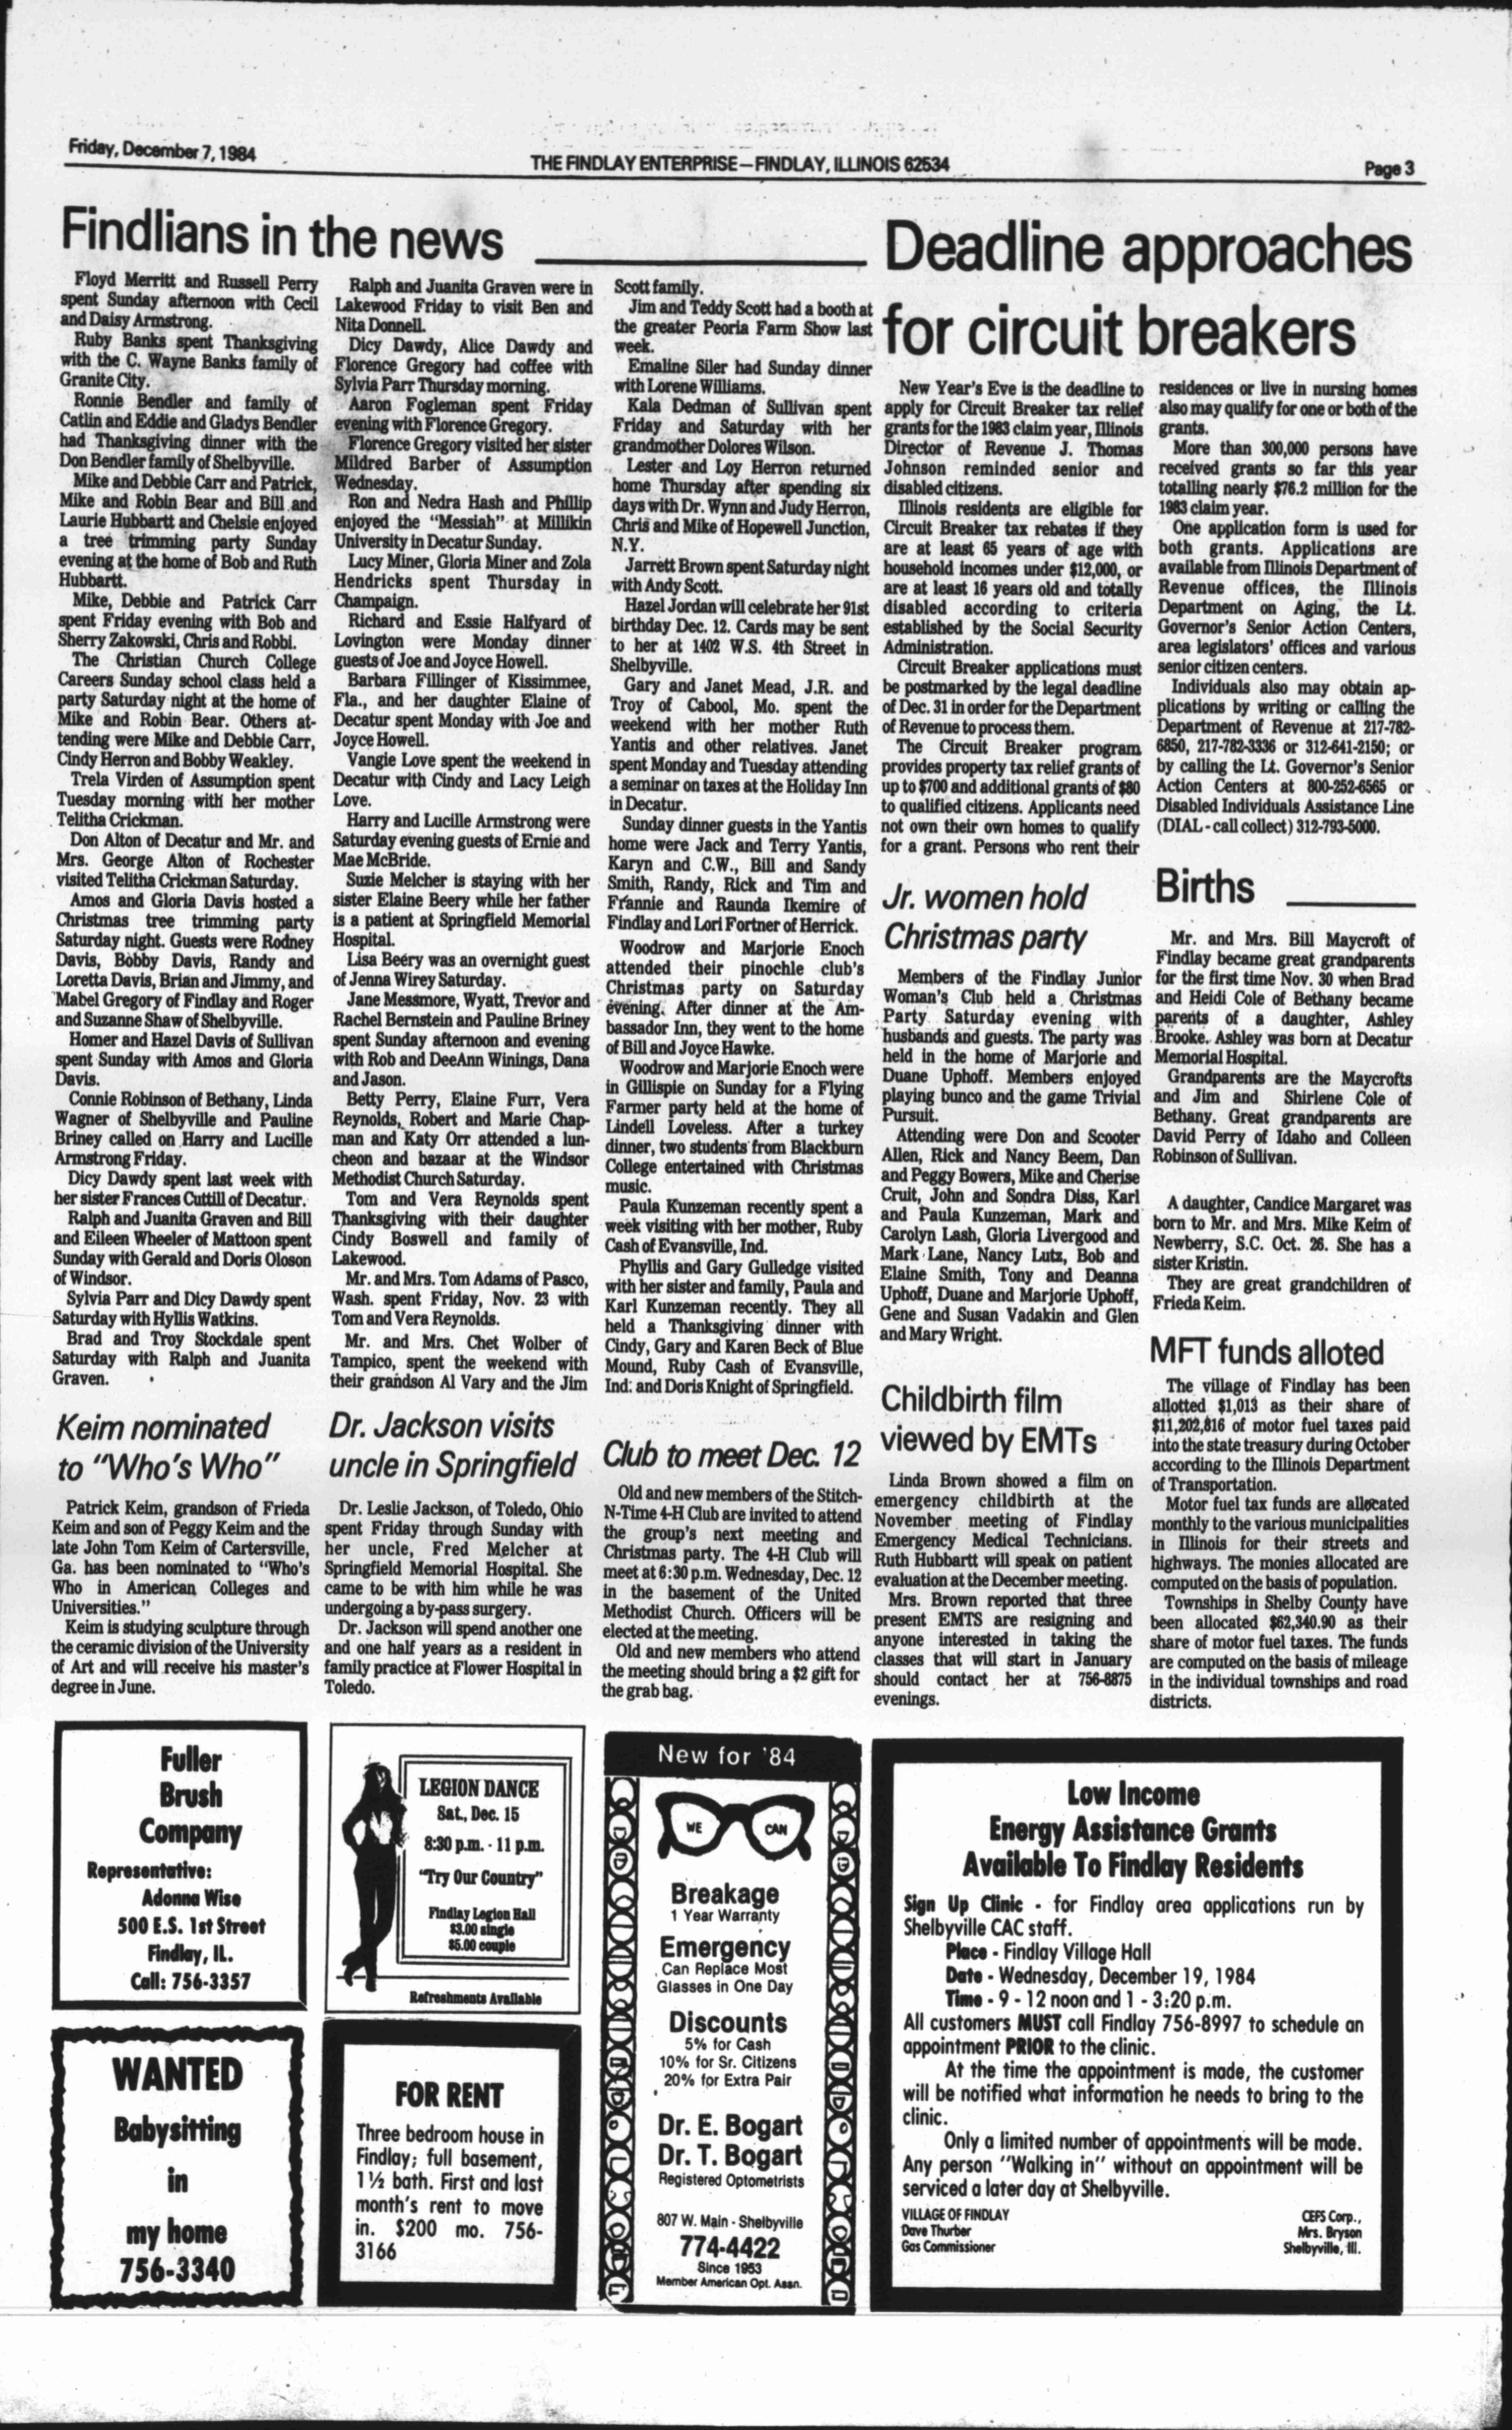 Friday, December 7, 1984
THE FINDLAY ENTERPRISE—FINDLAY, ILLINOIS 62534
Page 3
Findlians in the news
Floyd Merritt and Russell Perry
spent Sunday afternoon with Cecil
and Daisy Armstrong.
Ruby Banks spent Thanksgiving
with the C. Wayne Banks family of
Granite City.
Ronnie Bendler and family of
Catlin and Eddie and Gladys Bendler
had Thanksgiving dinner with the
Don Bendler family of Shelbyville.
Mike and Debbie Carr and Patrick,
Mike and Robin Bear and Bill and
Laurie Hubbartt and Chelsie enjoyed
a tree trimming party Sunday
evening at the home of Bob and Ruth
Hubbartt.
Mike, Debbie and Patrick Carr
spent Friday evening with Bob and
Sherry Zakowski, Chris and Robbi.
The Christian Church College
Careers Sunday school class held a
party Saturday night at the home of
Mike and Robin Bear. Others at-
tending were Mike and Debbie Carr,
Cindy Herron and Bobby Weakley.
Trela Virden of Assumption spent
Tuesday morning with her mother
Telitha Crickman.
Don Alton of Decatur and Mr. and
Mrs. George Alton of Rochester
visited Telitha Crickman Saturday.
Amos and Gloria Davis hosted a
Christmas tree trimming party
Saturday night. Guests were Rodney
Davis, Bobby Davis, Randy and
Loretta Davis, Brian and Jimmy, and
Mabel Gregory of Findlay and Roger
and Suzanne Shaw of Shelbyville.
Homer and Hazel Davis of Sullivan
spent Sunday with Amos and Gloria
Davis.
Connie Robinson of Bethany, Linda
Wagner of Shelbyville and Pauline
Briney called on Harry and Lucille
Armstrong Friday.
Dicy Dawdy spent last week with
her sister Frances Cuttill of Decatur.
Ralph and Juanita Graven and Bill
and Eileen Wheeler of Mattoon spent
Sunday with Gerald and Doris Oloson
of Windsor.
Sylvia Parr and Dicy Dawdy spent
Saturday with Hyllis Watkins.
Brad and Troy Stockdale spent
Saturday with Ralph and Juanita
Graven.
Ralph and Juanita Graven were in
Lakewood Friday to visit Ben and
Nita Donnell.
Dicy Dawdy, Alice Dawdy and
Florence Gregory had coffee with
Sylvia Parr Thursday morning.
Aaron Fogleman spent Friday
evening with Florence Gregory.
Florence Gregory visited her sister
Mildred Barber of Assumption
Wednesday.
Ron and Nedra Hash and Phillip
enjoyed the "Messiah" at Millikin
University in Decatur Sunday.
Lucy Miner, Gloria Miner and Zola
Hendricks spent Thursday in
Champaign.
Richard and Essie Halfyard of
Lovington were Monday dinner
guests of Joe and Joyce Howell.
Barbara Fillinger of Kissimmee,
Fla., and her daughter Elaine of
Decatur spent Monday with Joe and
Joyce Howell.
Vangie Love spent the weekend in
Decatur with Cindy and Lacy Leigh
Love.
Harry and Lucille Armstrong were
Saturday evening guests of Ernie and
Mae McBride.
Suzie Melcher is staying with her
sister Elaine Beery while her father
is a patient at Springfield Memorial
Hospital.
Lisa Beery was an overnight guest
of Jenna Wirey Saturday.
Jane Messmore, Wyatt, Trevor and
Rachel Bernstein and Pauline Briney
spent Sunday afternoon and evening
with Rob and DeeAnn Winings, Dana
and Jason.
Betty Perry, Elaine Furr, Vera
Reynolds, Robert and Marie Chap-
man and Katy Orr attended a lun-
cheon and bazaar at the Windsor
Methodist Church Saturday.
Tom and Vera Reynolds spent
Thanksgiving with their daughter
Cindy Boswell and family of
Lakewood.
Mr. and Mrs. Tom Adams of Pasco,
Wash. spent Friday, Nov. 23 with
Tom and Vera Reynolds.
Mr. and Mrs. Chet Wolber of
Tampico, spent the weekend with
their grandson Al Vary and the Jim
Scott family.
Jim and Teddy Scott had a booth at
the greater Peoria Farm Show last
week.
Emaline Siler had Sunday dinner
with Lorene Williams.
Kala Dedman of Sullivan spent
Friday and Saturday with her
grandmother Dolores Wilson.
Lester and Loy Herron returned
home Thursday after spending six
days with Dr. Wynn and Judy Herron,
Chris and Mike of Hopewell Junction,
N.Y.
Jarrett Brown spent Saturday night
with Andy Scott.
Hazel Jordan will celebrate her 91st
birthday Dec. 12. Cards may be sent
to her at 1402 W.S. 4th Street in
Shelbyville.
Gary and Janet Mead, J.R. and
Troy of Cabool, Mo. spent the
weekend with her mother Ruth
Yantis and other relatives. Janet
spent Monday and Tuesday attending
a seminar on taxes at the Holiday Inn
in Decatur.
Sunday dinner guests in the Yantis
home were Jack and Terry Yantis,
Karyn and C.W., Bill and Sandy
Smith, Randy, Rick and Tim and
Frannie and Raunda Ikemire of
Findlay and Lori Fortner of Herrick.
Woodrow and Marjorie Enoch
attended their pinochle club's
Christmas party on Saturday
evening. After dinner at the Am-
bassador Inn, they went to the home
of Bill and Joyce Hawke.
Woodrow and Marjorie Enoch were
in Gillispie on Sunday for a Flying
Farmer party held at the home of
Lindell Loveless. After a turkey
dinner, two students from Blackburn
College entertained with Christmas
music.
Paula Kunzeman recently spent a
week visiting with her mother, Ruby
Cash of Evansville, Ind.
Phyllis and Gary Gulledge visited
with her sister and family, Paula and
Karl Kunzeman recently. They all
held a Thanksgiving dinner with
Cindy, Gary and Karen Beck of Blue
Mound, Ruby Cash of Evansville,
Ind. and Doris Knight of Springfield.
Deadline approaches
for circuit breakers
New Year's Eve is the deadline to
apply for Circuit Breaker tax relief
grants for the 1983 claim year, Illinois
Director of Revenue J. Thomas
Johnson reminded senior and
disabled citizens.
Illinois residents are eligible for
Circuit Breaker tax rebates if they
are at least 65 years of age with
household incomes under $12,000, or
are at least 16 years old and totally
disabled according to criteria
established by the Social Security
Administration.
Circuit Breaker applications must
be postmarked by the legal deadline
of Dec. 31 in order for the Department
of Revenue to process them.
The Circuit Breaker program
provides property tax relief grants of
up to $700 and additional grants of $80
to qualified citizens. Applicants need
not own their own homes to qualify
for a grant. Persons who rent their
residences or live in nursing homes
also may qualify for one or both of the
grants.
More than 300,000 persons have
received grants so far this year
totalling nearly $76.2 million for the
1983 claim year.
One application form is used for
both grants. Applications are
available from Illinois Department of
Revenue offices, the Illinois
Department on Aging, the Lt.
Governor's Senior Action Centers,
area legislators' offices and various
senior citizen centers.
Individuals also may obtain ap-
plications by writing or calling the
Department of Revenue at 217-782-
6850, 217-782-3336 or 312-641-2150; or
by calling the Lt. Governor's Senior
Action Centers at 800-252-6565 or
Disabled Individuals Assistance Line
(DIAL - call collect) 312-793-5000.
Jr. women hold
Christmas party
Members of the Findlay Junior
Woman's Club held a Christmas
Party Saturday evening with
husbands and guests. The party was
held in the home of Marjorie and
Duane Uphoff. Members enjoyed
playing bunco and the game Trivial
Pursuit.
Attending were Don and Scooter
Allen, Rick and Nancy Beem, Dan
and Peggy Bowers, Mike and Cherise
Cruit, John and Sondra Diss, Karl
and Paula Kunzeman, Mark and
Carolyn Lash, Gloria Livergood and
Mark Lane, Nancy Lutz, Bob and
Elaine Smith, Tony and Deanna
Uphoff, Duane and Marjorie Uphoff,
Gene and Susan Vadakin and Glen
and Mary Wright.
Births
Mr. and Mrs. Bill Maycroft of
Findlay became great grandparents
for the first time Nov. 30 when Brad
and Heidi Cole of Bethany became
parents of a daughter, Ashley
Brooke. Ashley was born at Decatur
Memorial Hospital.
Grandparents are the Maycrofts
and Jim and Shirlene Cole of
Bethany. Great grandparents are
David Perry of Idaho and Colleen
Robinson of Sullivan.
A daughter, Candice Margaret was
born to Mr. and Mrs. Mike Keim of
Newberry, S.C. Oct. 26. She has a
sister Kristin.
They are great grandchildren of
Frieda Keim.
MFT funds alloted
The village of Findlay has been
allotted $1,013 as their share of
$11,202,816 of motor fuel taxes paid
into the state treasury during October
according to the Illinois Department
of Transportation.
Motor fuel tax funds are allocated
monthly to the various municipalities
in Illinois for their streets and
highways. The monies allocated are
computed on the basis of population.
Townships in Shelby County have
been allocated $62,340.90 as their
share of motor fuel taxes. The funds
are computed on the basis of mileage
in the individual townships and road
districts.
Keim nominated
to "Who's Who"
Patrick Keim, grandson of Frieda
Keim and son of Peggy Keim and the
late John Tom Keim of Cartersville,
Ga. has been nominated to "Who's
Who in American Colleges and
Universities."
Keim is studying sculpture through
the ceramic division of the University
of Art and will receive his master's
degree in June.
Dr. Jackson visits
uncle in Springfield
Dr. Leslie Jackson, of Toledo, Ohio
spent Friday through Sunday with
her uncle, Fred Melcher at
Springfield Memorial Hospital. She
came to be with him while he was
undergoing a by-pass surgery.
Dr. Jackson will spend another one
and one half years as a resident in
family practice at Flower Hospital in
Toledo.
Club to meet Dec. 12
Old and new members of the Stitch-
N-Time 4-H Club are invited to attend
the group's next meeting and
Christmas party. The 4-H Club will
meet at 6:30 p.m. Wednesday, Dec. 12
in the basement of the United
Methodist Church. Officers will be
elected at the meeting.
Old and new members who attend
the meeting should bring a $2 gift for
the grab bag.
Childbirth film
viewed by EMTs
Linda Brown showed a film on
emergency childbirth at the
November meeting of Findlay
Emergency Medical Technicians.
Ruth Hubbartt will speak on patient
evaluation at the December meeting.
Mrs. Brown reported that three
present EMTS are resigning and
anyone interested in taking the
classes that will start in January
should contact her at 756-8875
evenings.
Fuller
Brush
Company
Representative:
Adonna Wise
500 E.S. 1st Street
Findlay, IL.
Call: 756-3357
WANTED
Babysitting
in
my home
756-3340
LEGION DANCE
Sat., Dec. 15
8:30 p.m. - 11 p.m.
"Try Our Country"
Findlay Legion Hall
$3.00 single
$5.00 couple
Refreshments Available
FOR RENT
Three bedroom house in
Findlay; full basement,
1½ bath. First and last
month's rent to move
in. $200 mo. 756-
3166
New for '84
WE CAN
Breakage
1 Year Warranty
Emergency
Can Replace Most
Glasses in One Day
Discounts
5% for Cash
10% for Sr. Citizens
20% for Extra Pair
Dr. E. Bogart
Dr. T. Bogart
Registered Optometrists
807 W. Main - Shelbyville
774-4422
Since 1953
Member American Opt. Assn.
Low Income
Energy Assistance Grants
Available To Findlay Residents
Sign Up Clinic - for Findlay area applications run by
Shelbyville CAC staff.
Place - Findlay Village Hall
Date - Wednesday, December 19, 1984
Time - 9 - 12 noon and 1 - 3:20 p.m.
All customers MUST call Findlay 756-8997 to schedule an
appointment PRIOR to the clinic.
At the time the appointment is made, the customer
will be notified what information he needs to bring to the
clinic.
Only a limited number of appointments will be made.
Any person "Walking in" without an appointment will be
serviced a later day at Shelbyville.
VILLAGE OF FINDLAY
Dave Thurber
Gas Commissioner
CEFS Corp.,
Mrs. Bryson
Shelbyville, Ill.